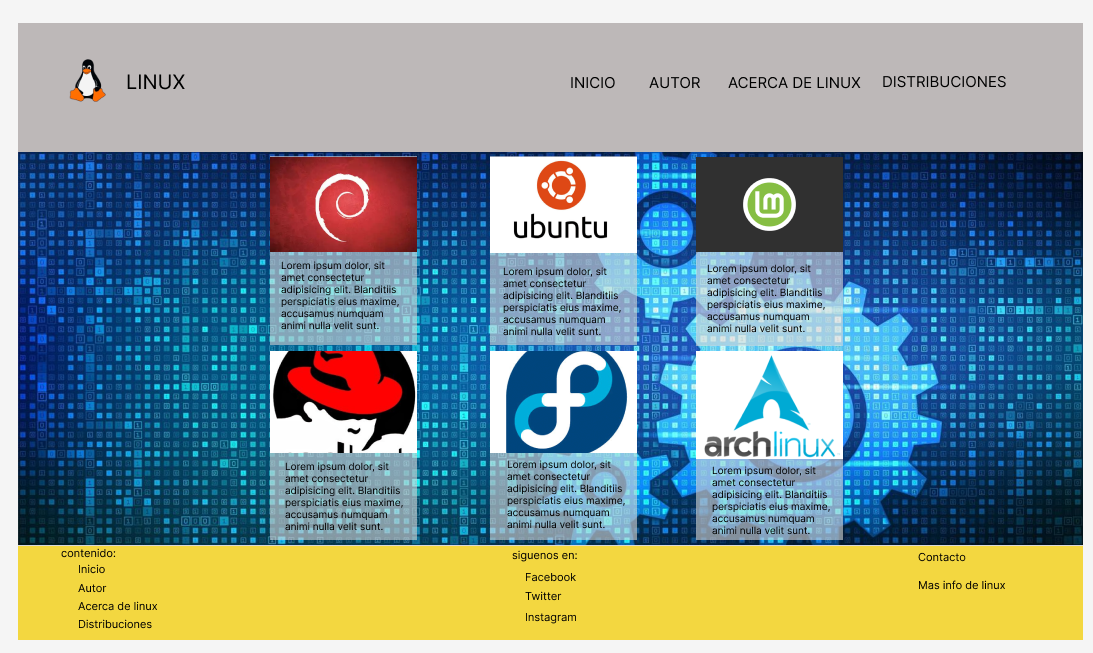 LINUX
INICIO
AUTOR
ACERCA DE LINUX
DISTRIBUCIONES
ubuntu
lm
Lorem ipsum dolor, sit
amet consectetur
adipisicing elit. Blanditiis
perspiciatis eius maxime,
accusamus numquam
animi nulla velit sunt.
Lorem ipsum dolor, sit
amet consectetur
adipisicing elit. Blanditiis
perspiciatis eius maxime,
accusamus numquam
animi nulla velit sunt.
Lorem ipsum dolor, sit
amet consectetur
adipisicing elit. Blanditiis
perspiciatis eius maxime,
accusamus numquam
animi nulla velit sunt.
archlinux
Lorem ipsum dolor, sit
amet consectetur
adipisicing elit. Blanditiis
perspiciatis eius maxime,
accusamus numquam
animi nulla velit sunt.
Lorem ipsum dolor, sit
amet consectetur
adipisicing elit. Blanditiis
perspiciatis eius maxime,
accusamus numquam
animi nulla velit sunt.
Lorem ipsum dolor, sit
amet consectetur
adipisicing elit. Blanditiis
perspiciatis eius maxime,
accusamus numquam
animi nulla velit sunt.
contenido:
Inicio
Autor
Acerca de linux
Distribuciones
siguenos en:
Facebook
Twitter
Instagram
Contacto
Mas info de linux